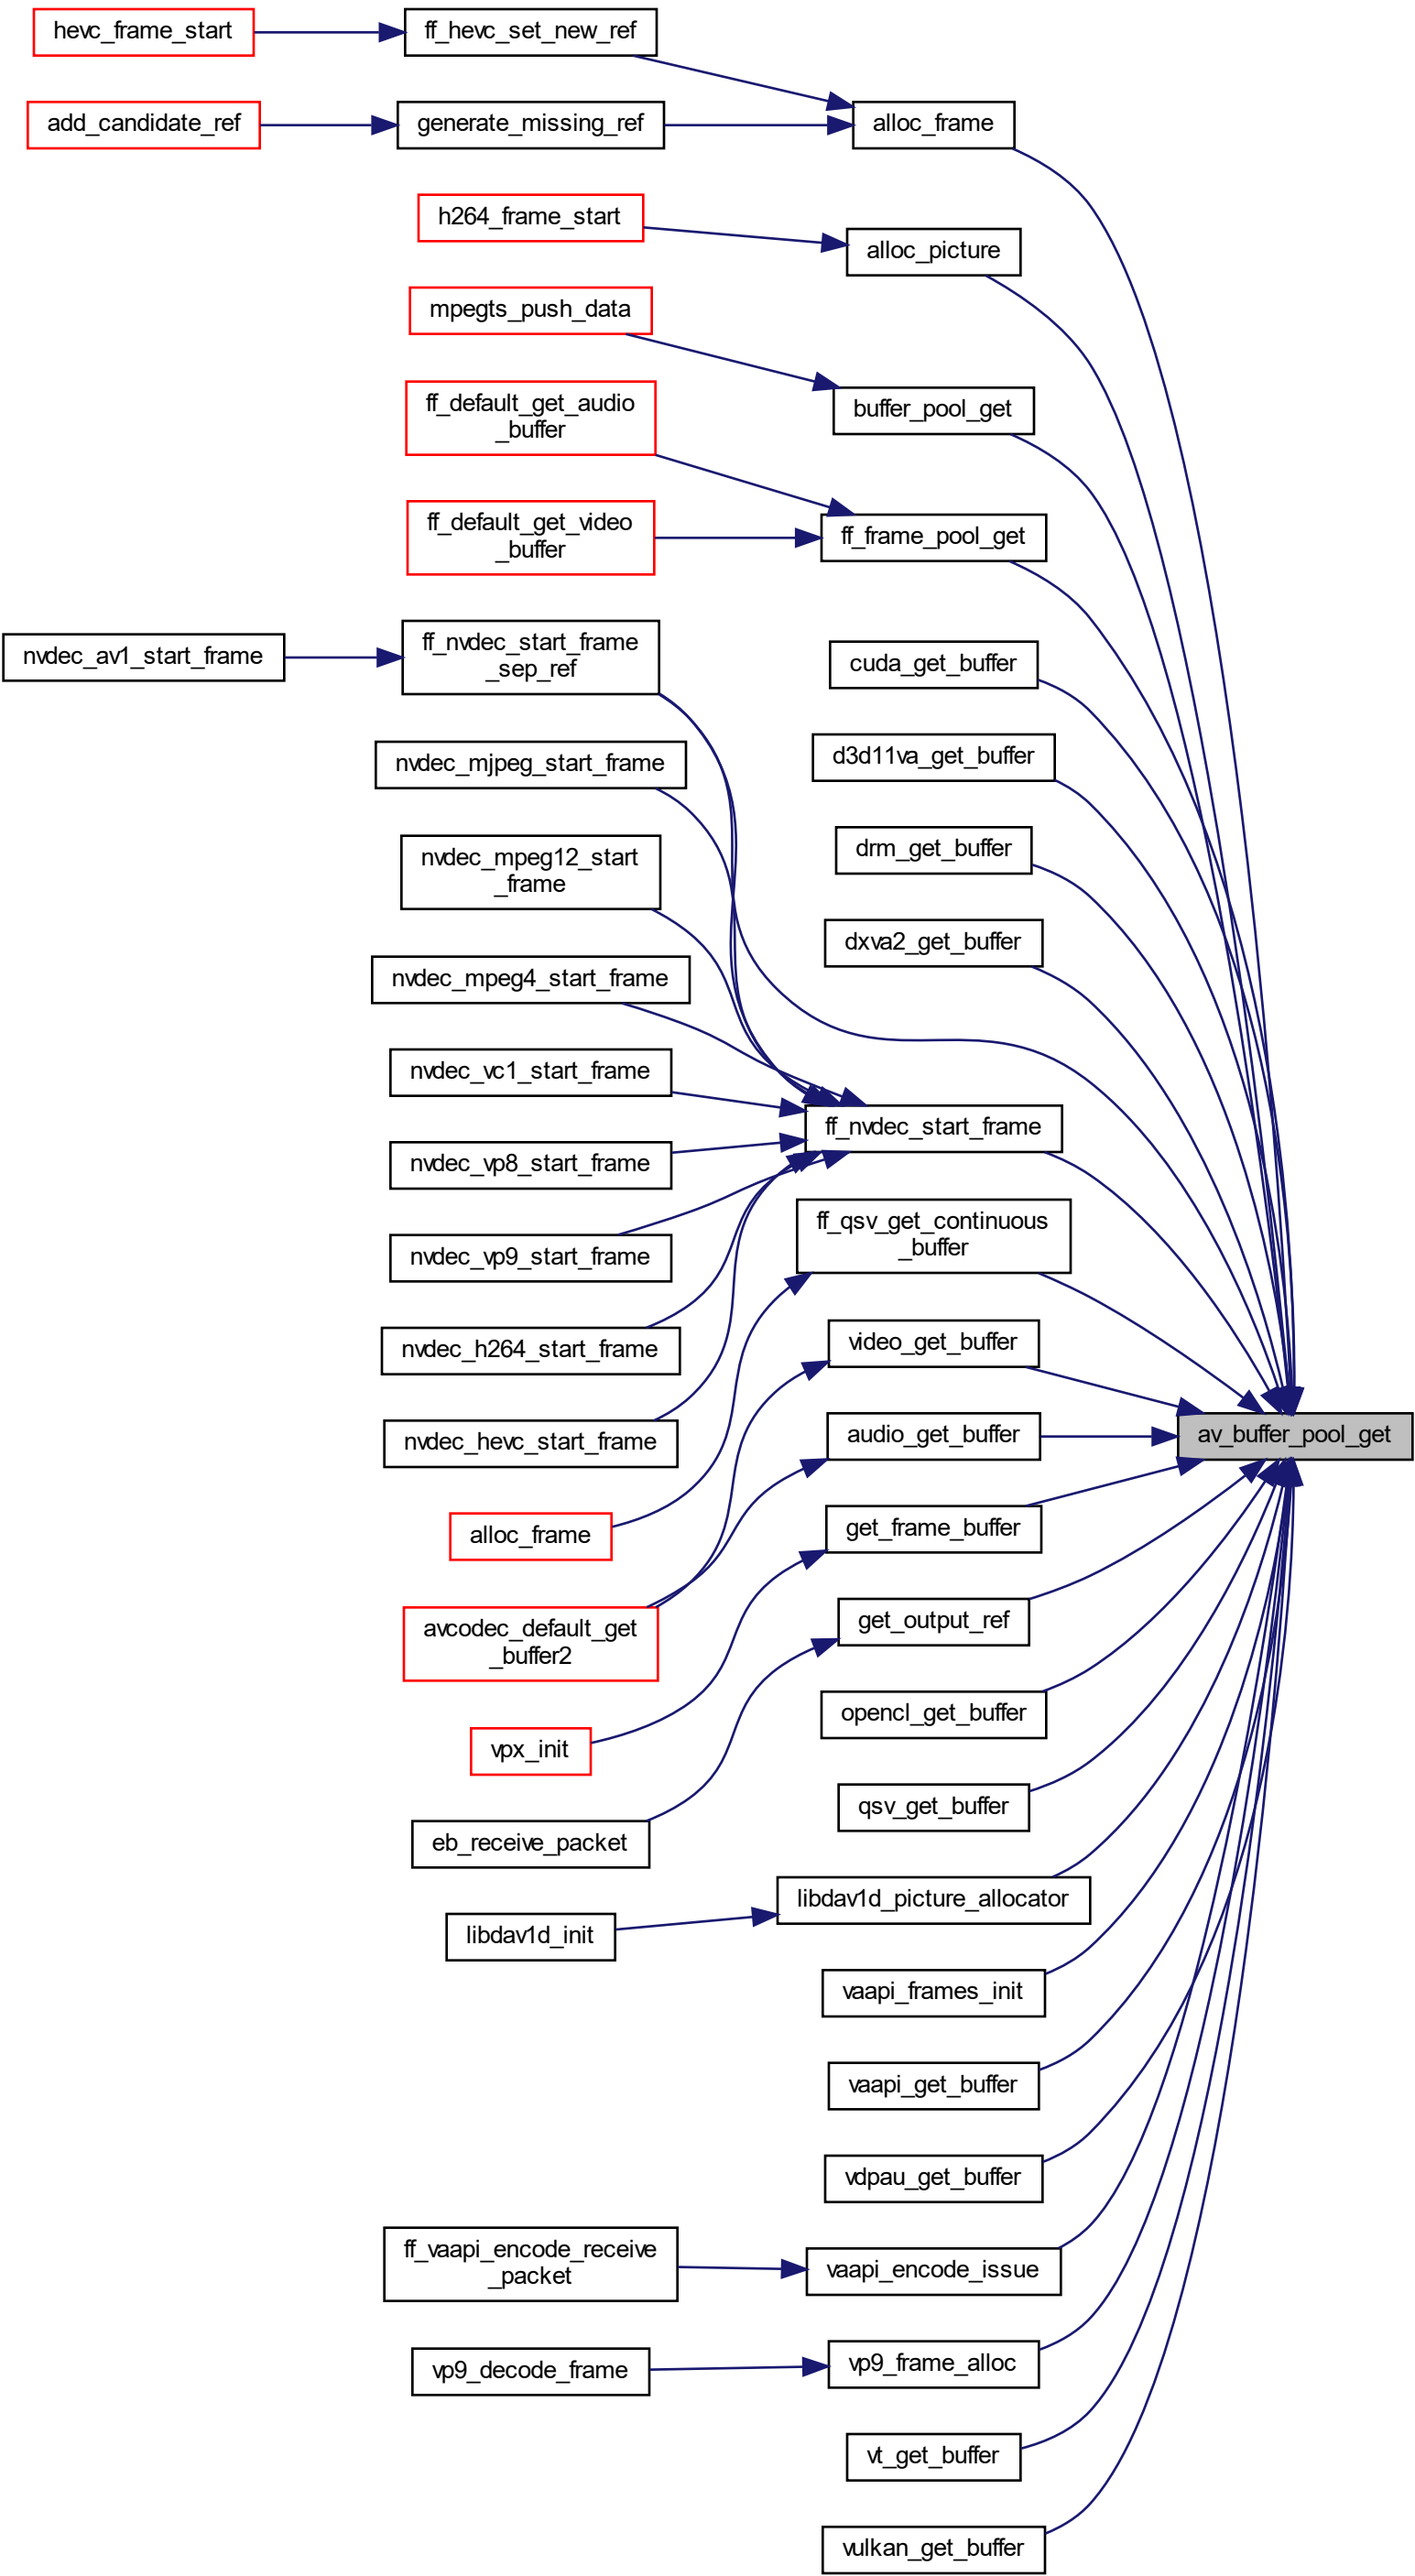 hevc_frame_start
ff_hevc_set_new_ref
add_candidate_ref
generate_missing_ref
alloc_frame
h264_frame_start
alloc_picture
mpegts_push_data
buffer_pool_get
ff_default_get_audio
_buffer
ff_default_get_video
_buffer
ff_frame_pool_get
nvdec_av1_start_frame
ff_nvdec_start_frame
_sep_ref
cuda_get_buffer
nvdec_mjpeg_start_frame
d3d11va_get_buffer
nvdec_mpeg12_start
_frame
drm_get_buffer
dxva2_get_buffer
nvdec_mpeg4_start_frame
nvdec_vc1_start_frame
ff_nvdec_start_frame
nvdec_vp8_start_frame
nvdec_vp9_start_frame
ff_qsv_get_continuous
_buffer
nvdec_h264_start_frame
video_get_buffer
nvdec_hevc_start_frame
audio_get_buffer
av_buffer_pool_get
alloc_frame
get_frame_buffer
avcodec_default_get
_buffer2
get_output_ref
opencl_get_buffer
vpx_init
qsv_get_buffer
eb_receive_packet
libdav1d_picture_allocator
libdav1d_init
vaapi_frames_init
vaapi_get_buffer
vdpau_get_buffer
ff_vaapi_encode_receive
_packet
vaapi_encode_issue
vp9_decode_frame
vp9_frame_alloc
vt_get_buffer
vulkan_get_buffer